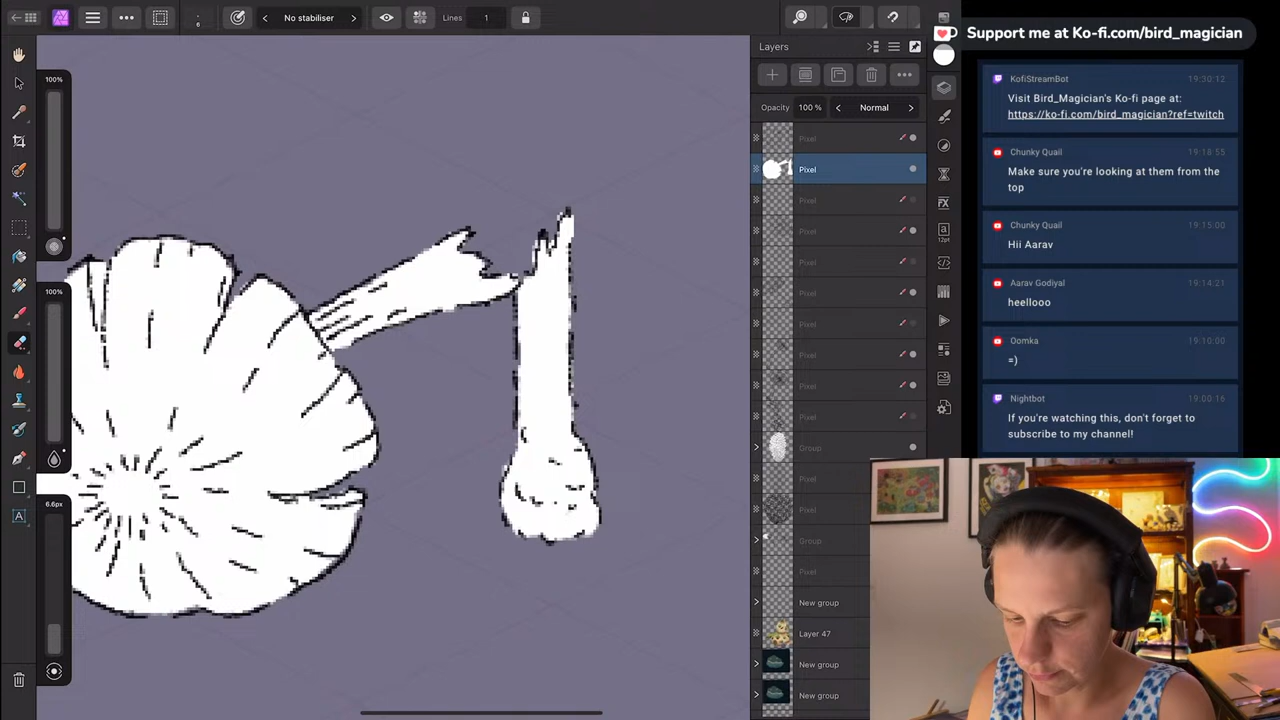 No stabiliser
Lines
1
6
Support me at Ko-fi.com/bird_magician
100%
Layers
Opacity
100 %
Normal
Pixel
Pixel
Pixel
Pixel
Pixel
Pixel
Pixel
Pixel
Pixel
Pixel
Group
Pixel
Pixel
Group
Pixel
New group
Layer 47
New group
New group
100%
6.6px
A
FX
a
12pt
KofiStreamBot
19:30:12
Visit Bird_Magician's Ko-fi page at:
https://ko-fi.com/bird_magician?ref=twitch
Chunky Quail
19:18:55
Make sure you're looking at them from the
top
Chunky Quail
19:15:00
Hii Aarav
Aarav Godiyal
19:14:21
heellooo
Oomka
19:10:00
=)
Nightbot
19:00:16
If you're watching this, don't forget to
subscribe to my channel!